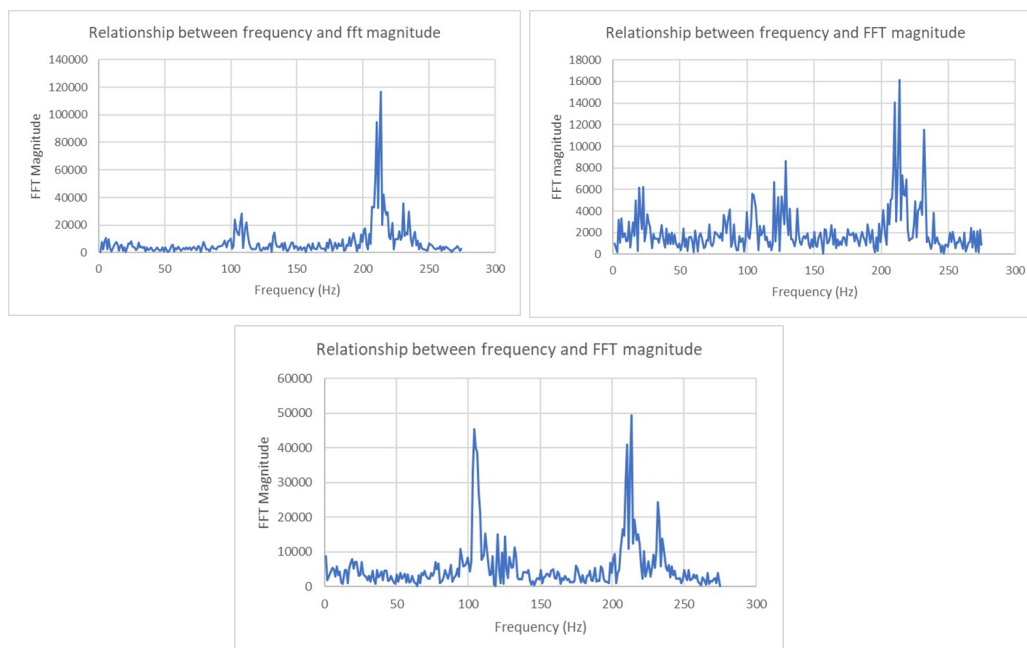 Relationship between frequency and fft magnitude
140000
120000
100000
80000
60000
40000
20000
0
FFT Magnitude
0 50 100 150 200 250 300
Frequency (Hz)
Relationship between frequency and FFT magnitude
18000
16000
14000
12000
10000
8000
6000
4000
2000
0
FFT magnitude
0 50 100 150 200 250 300
Frequency (Hz)
Relationship between frequency and FFT magnitude
60000
50000
40000
30000
20000
10000
0
FFT Magnitude
0 50 100 150 200 250 300
Frequency (Hz)